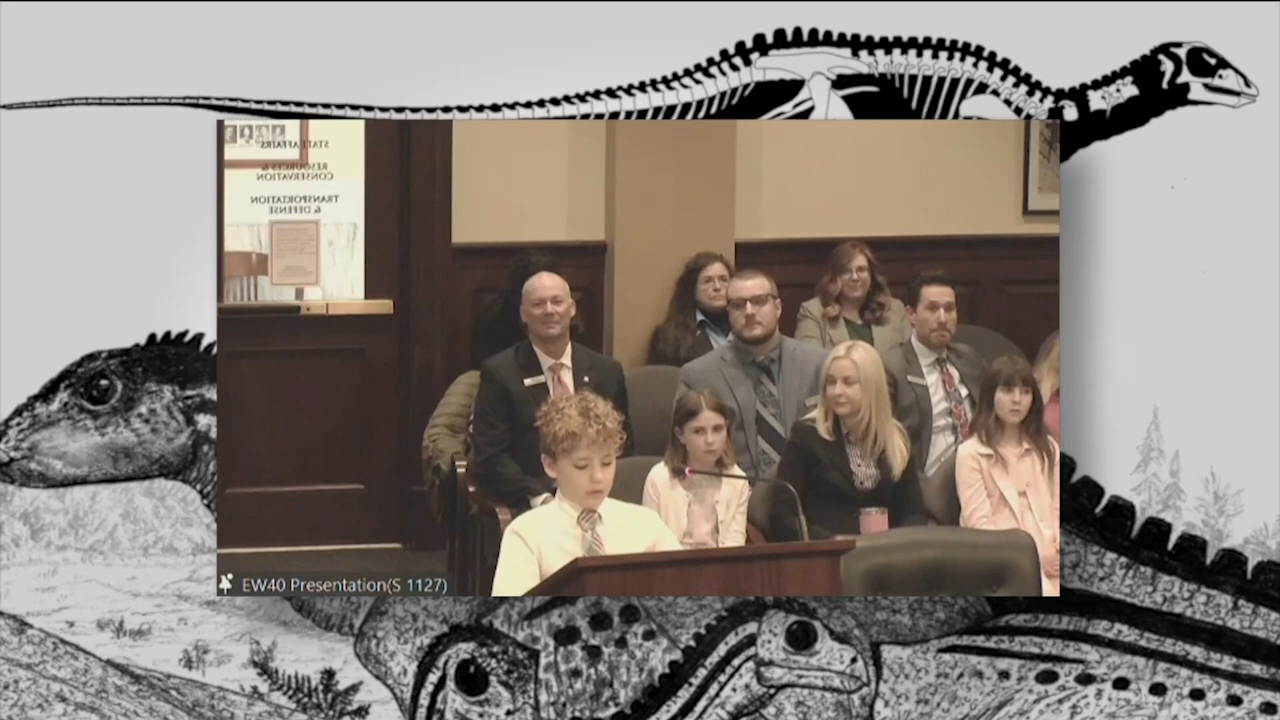 STATE AFFAIRS
RESOURCES &
CONSERVATION
TRANSPORTATION
& DEFENSE
EW40 Presentation(S 1127)